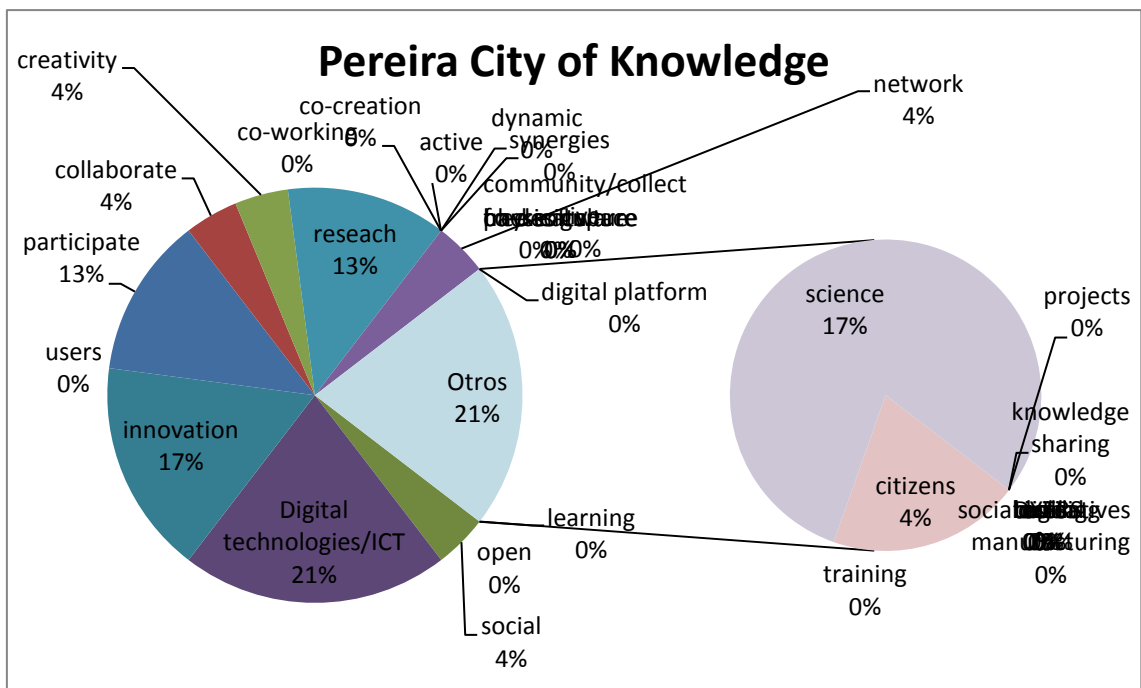 Pereira City of Knowledge
creativity
4%
co-creation
0%
co-working
0%
active
0%
dynamic
0%
synergies
0%
network
4%
collaborate
4%
community/collect
participate
13%
reseach
13%
digital platform
0%
users
0%
innovation
17%
Otros
21%
Digital
technologies/ICT
21%
learning
0%
open
0%
social
4%
science
17%
projects
0%
knowledge
sharing
0%
citizens
4%
manufacturing
0%
training
0%